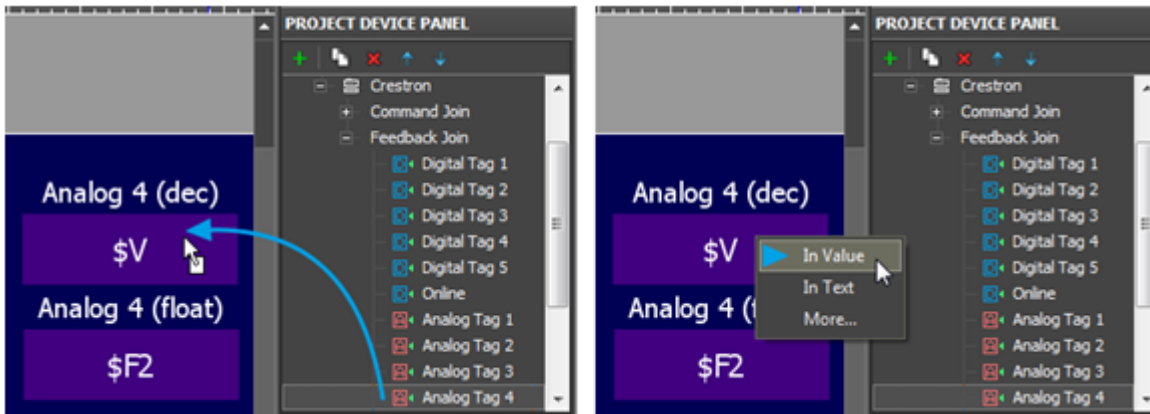 PROJECT DEVICE PANEL
Crestron
Command Join
Feedback Join
Digital Tag 1
Digital Tag 2
Digital Tag 3
Digital Tag 4
Digital Tag 5
Online
Analog Tag 1
Analog Tag 2
Analog Tag 3
Analog Tag 4
Analog 4 (dec)
$V
Analog 4 (float)
$F2
PROJECT DEVICE PANEL
Crestron
Command Join
Feedback Join
Digital Tag 1
Digital Tag 2
Digital Tag 3
Digital Tag 4
Digital Tag 5
Online
Analog Tag 1
Analog Tag 2
Analog Tag 3
Analog Tag 4
Analog 4 (dec)
$V
In Value
In Text
More...
Analog 4 (f
$F2